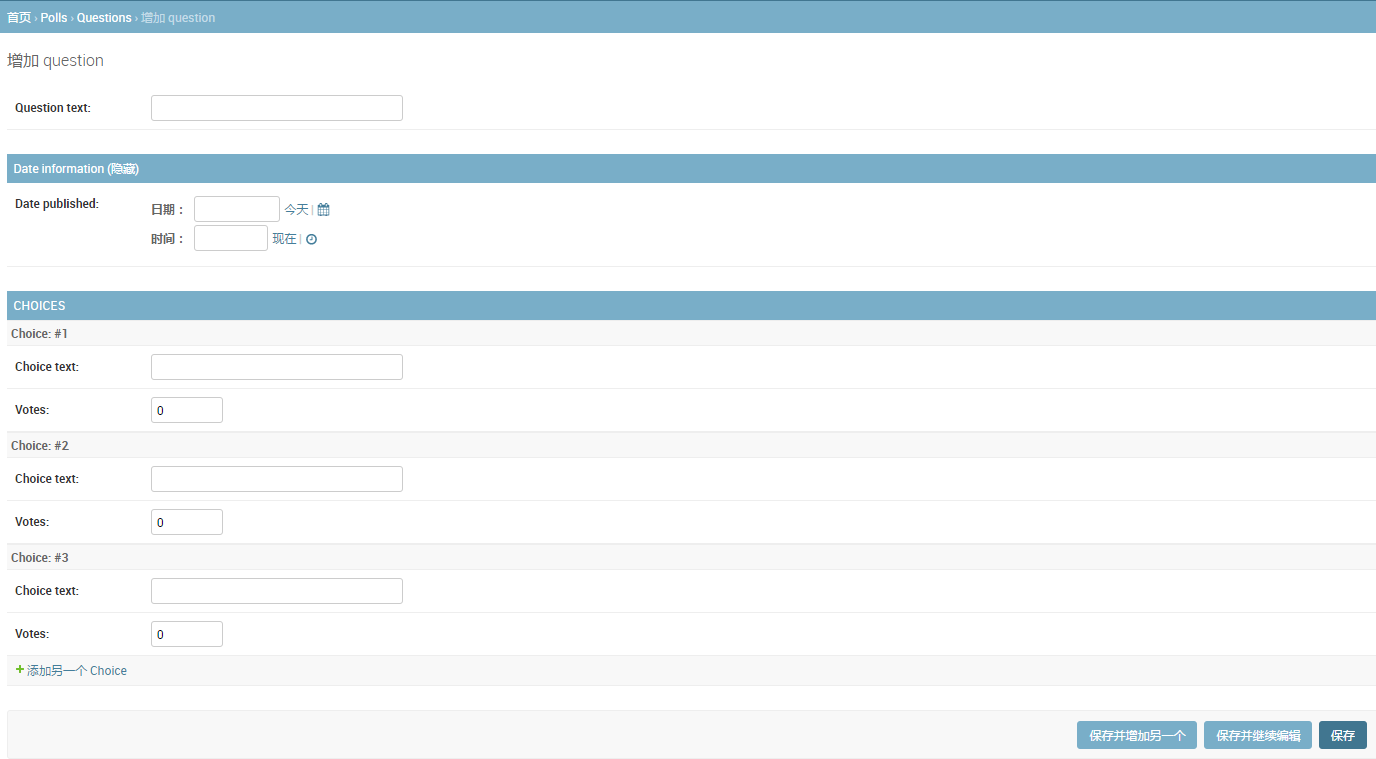 首页 › Polls › Questions › 增加 question
增加 question
Question text:
Date information (隐藏)
Date published:
日期： 今天 |
时间： 现在 |
CHOICES
Choice: #1
Choice text:
Votes: 0
Choice: #2
Choice text:
Votes: 0
Choice: #3
Choice text:
Votes: 0
+ 添加另一个 Choice
保存并增加另一个 保存并继续编辑 保存